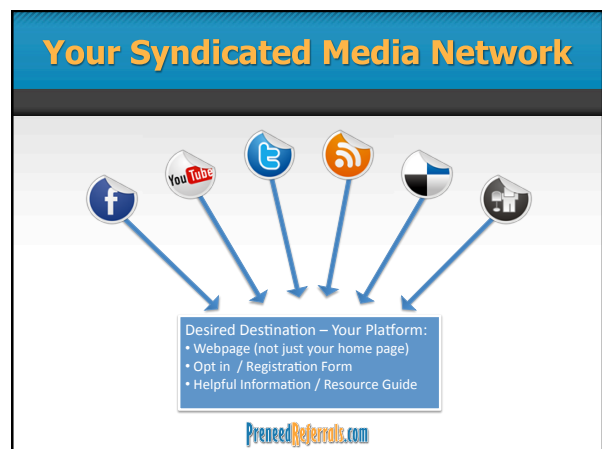 Your Syndicated Media Network
f
You Tube
t
Desired Destination – Your Platform:
• Webpage (not just your home page)
• Opt in / Registration Form
• Helpful Information / Resource Guide
PreneedReferrals.com